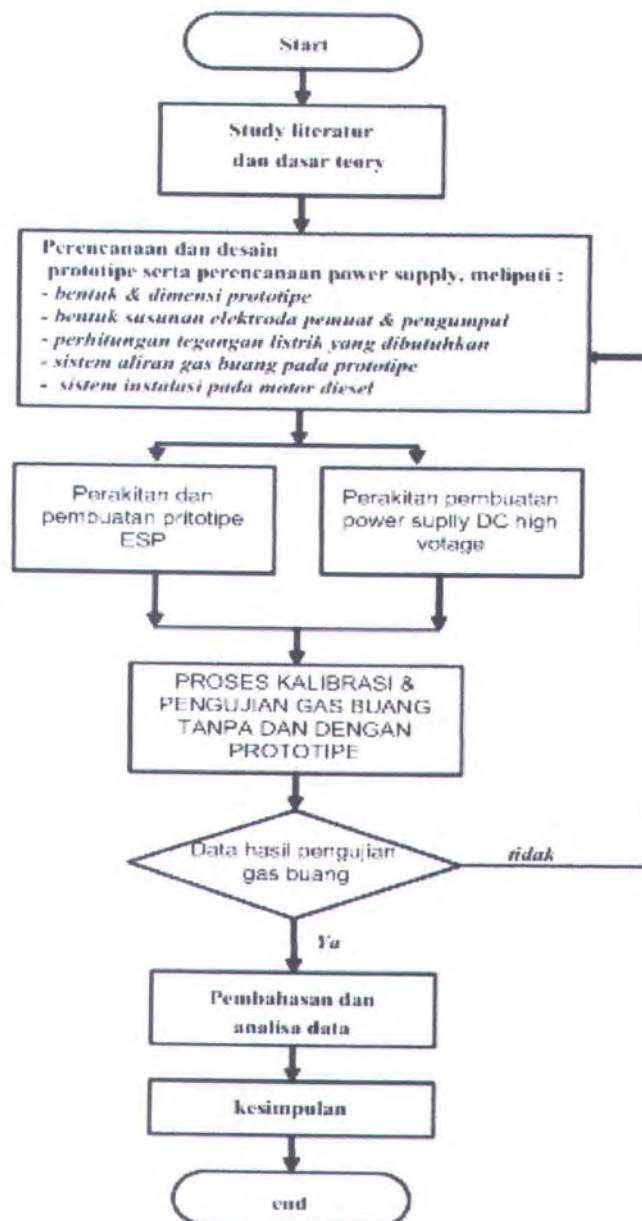 Start
Study literatur
dan dasar teory
Perencanaan dan desain
prototipe serta perencanaan power supply, meliputi :
- bentuk & dimensi prototipe
- bentuk susunan elektroda pemuat & pengumpul
- perhitungan tegangan listrik yang dibutuhkan
- sistem aliran gas buang pada prototipe
- sistem instalasi pada motor diesel
Perakitan dan
pembuatan pritotipe
ESP
Perakitan pembuatan
power suplly DC high
votage
PROSES KALIBRASI &
PENGUJIAN GAS BUANG
TANPA DAN DENGAN
PROTOTIPE
Data hasil pengujian
gas buang
tidak
Ya
Pembahasan dan
analisa data
kesimpulan
end